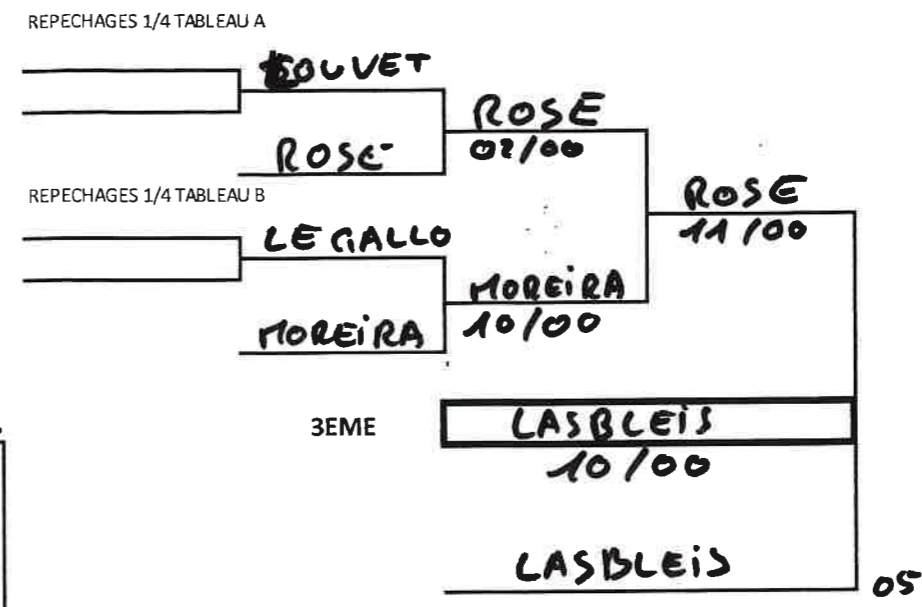 REPECHAGES 1/4 TABLEAU A
ROSE
ROSE
02/00
REPECHAGES 1/4 TABLEAU B
ROSE
11/00
LE GALLO
MOREiRA
10/00
MOREiRA
3EME
LASBLEiS
10/00
LASBLEiS
05